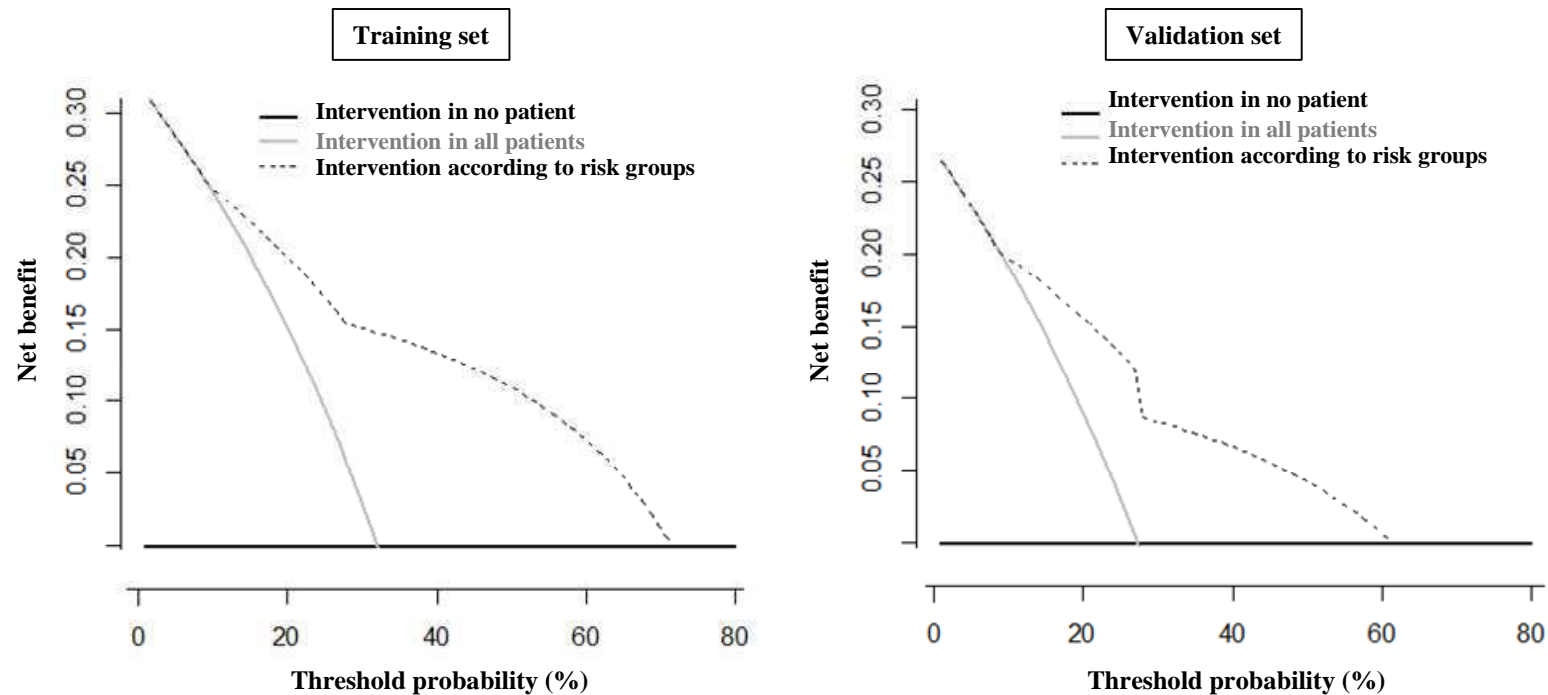 Training set
Intervention in no patient
Intervention in all patients
Intervention according to risk groups
Net benefit
0.30
0.25
0.20
0.15
0.10
0.05
0 20 40 60 80
Threshold probability (%)
Validation set
Intervention in no patient
Intervention in all patients
Intervention according to risk groups
Net benefit
0.30
0.25
0.20
0.15
0.10
0.05
0 20 40 60 80
Threshold probability (%)